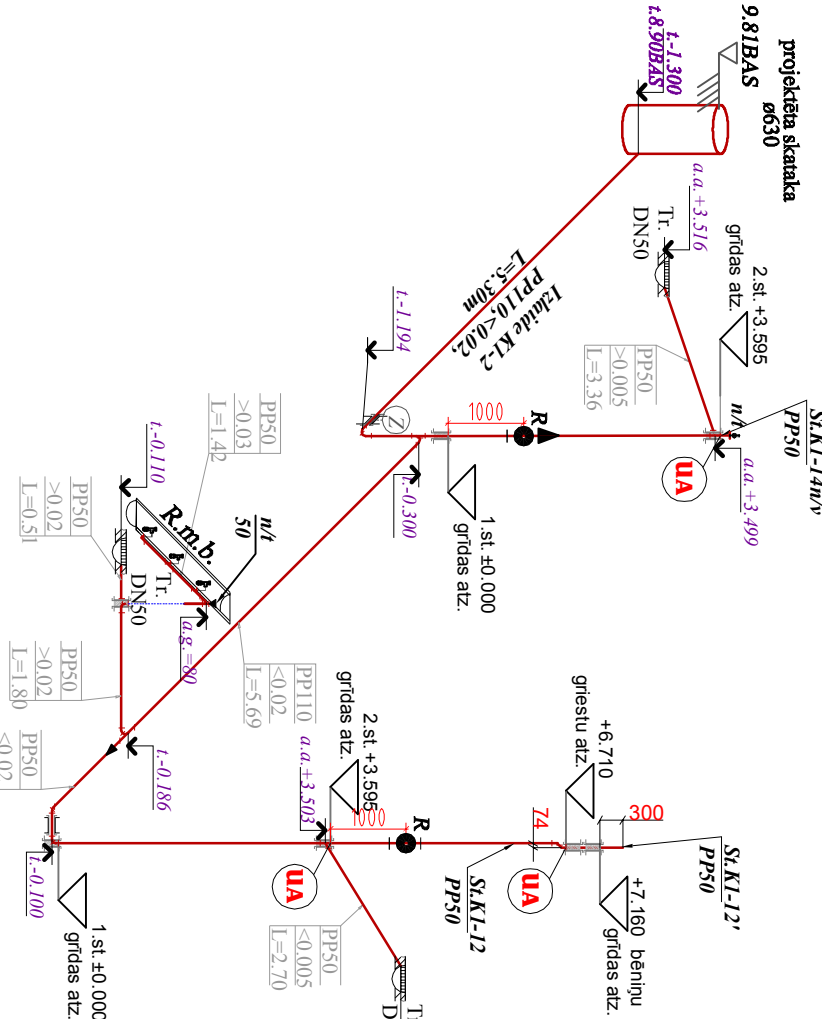 projektēta skataka
ø630
9.81BAS
t.-1.300
t.8.90BAS
a.a. +3.516
Tr.
DN50
2.st. +3.595
grīdas atz.
St.K1-14n/v
PP50
n/t
a.a. +3.499
UA
PP50
>0.005
L=3.36
Izlaide K1-2
PP110,<0.02,
L=5.30m
t.-1.194
1000
R
Z
t.-0.300
1.st. ±0.000
grīdas atz.
PP50
>0.03
L=1.42
t.-0.110
PP50
>0.02
L=0.51
R.m.b.
n/t
50
Tr.
DN50
a.g.=80
PP110
<0.02
L=5.69
PP50
>0.02
L=1.80
PP50
<0.02
t.-0.186
2.st. +3.595
grīdas atz.
a.a. +3.503
1000
R
UA
+6.710
griestu atz.
300
74
St.K1-12'
PP50
UA
+7.160 bēniņu
grīdas atz.
St.K1-12
PP50
PP50
<0.005
L=2.70
t.-0.100
1.st. ±0.000
grīdas atz.